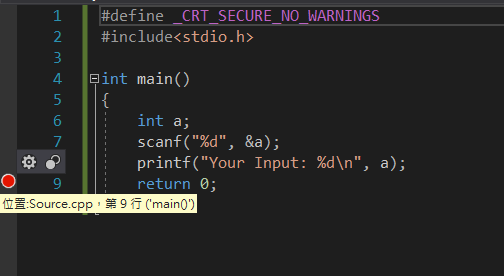 1 #define _CRT_SECURE_NO_WARNINGS
2 #include<stdio.h>
3
4 int main()
5 {
6 int a;
7 scanf("%d", &a);
printf("Your Input: %d\n", a);
9 return 0;
位置:Source.cpp，第 9 行 ('main()')